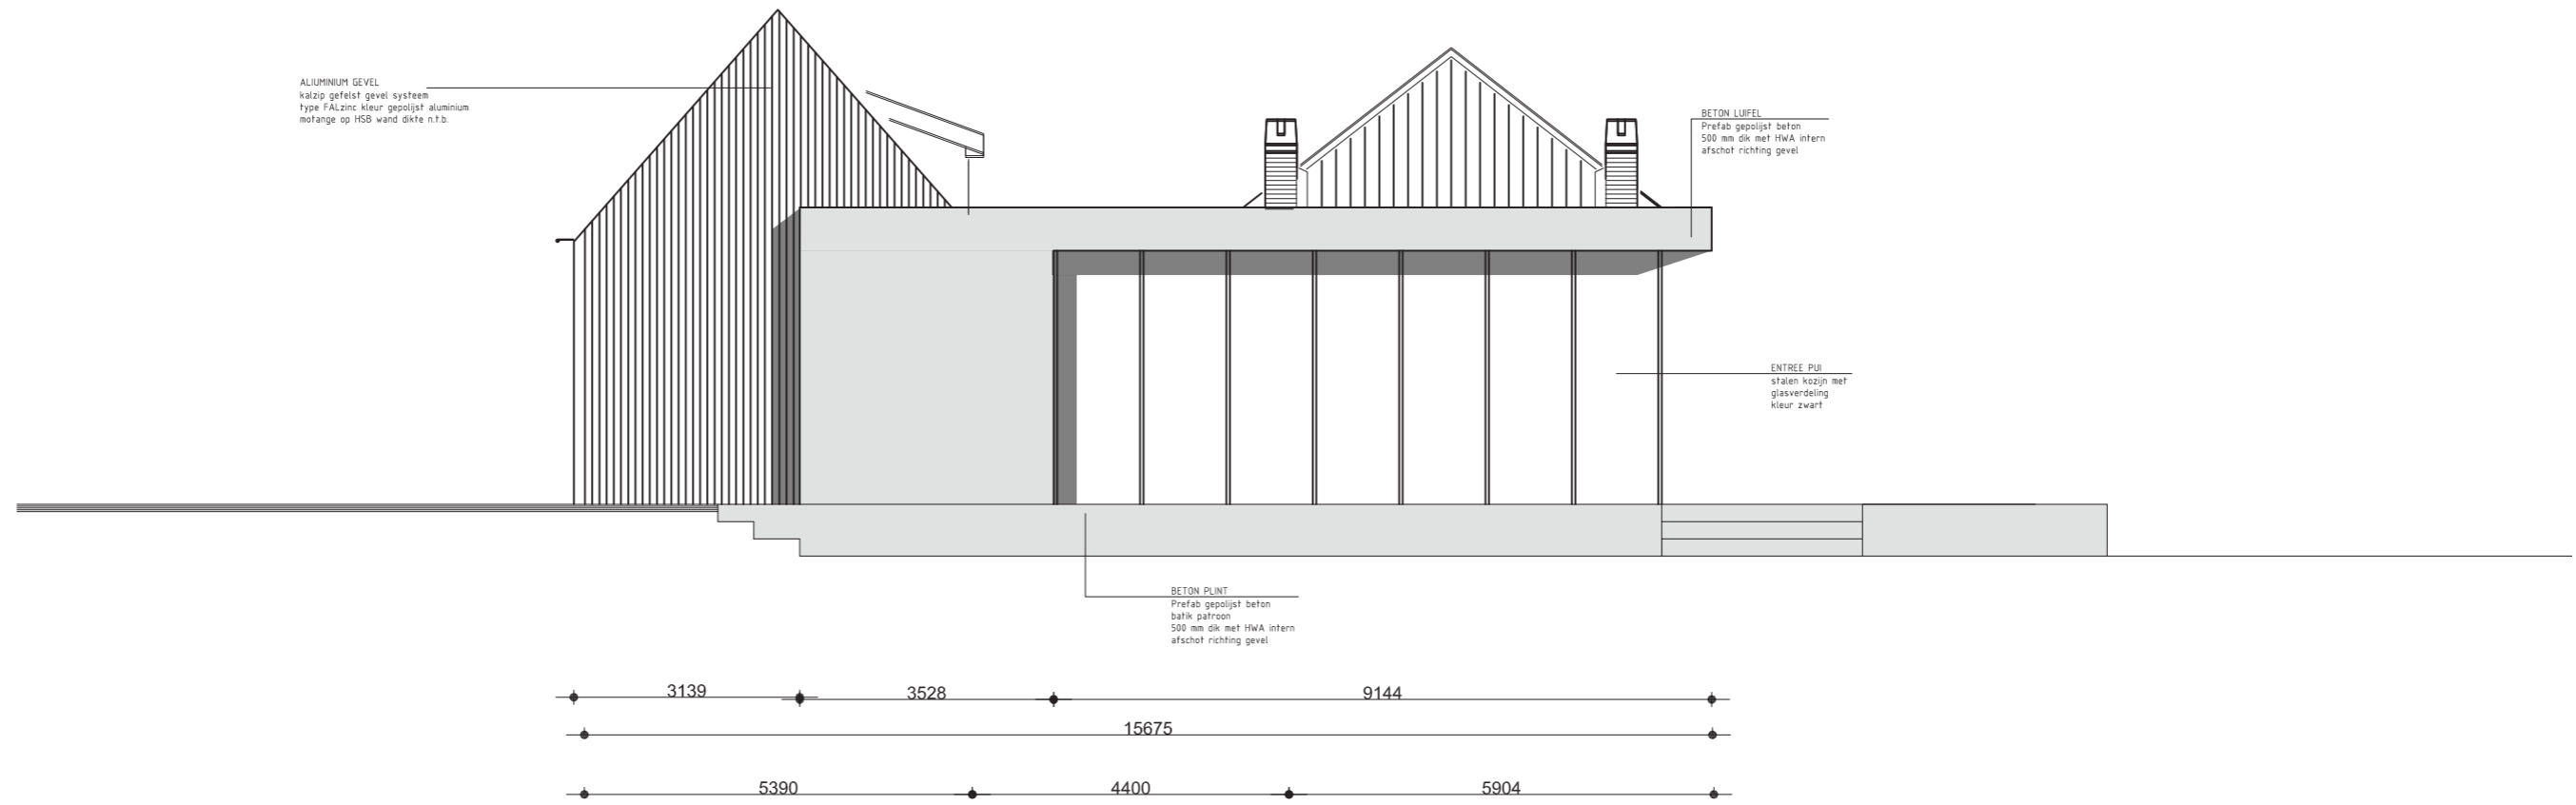 ALIUMINIUM GEVEL
kalzip gefelst gevel systeem
type FALzinc kleur gepolijst aluminium
motange op HSB wand dikte n.t.b.
BETON LUIFEL
Prefab gepolijst beton
500 mm dik met HWA intern
afschot richting gevel
ENTREE PUI
stalen kozijn met
glasverdeling
kleur zwart
BETON PLINT
Prefab gepolijst beton
batik patroon
500 mm dik met HWA intern
afschot richting gevel
3139
3528
9144
15675
5390
4400
5904